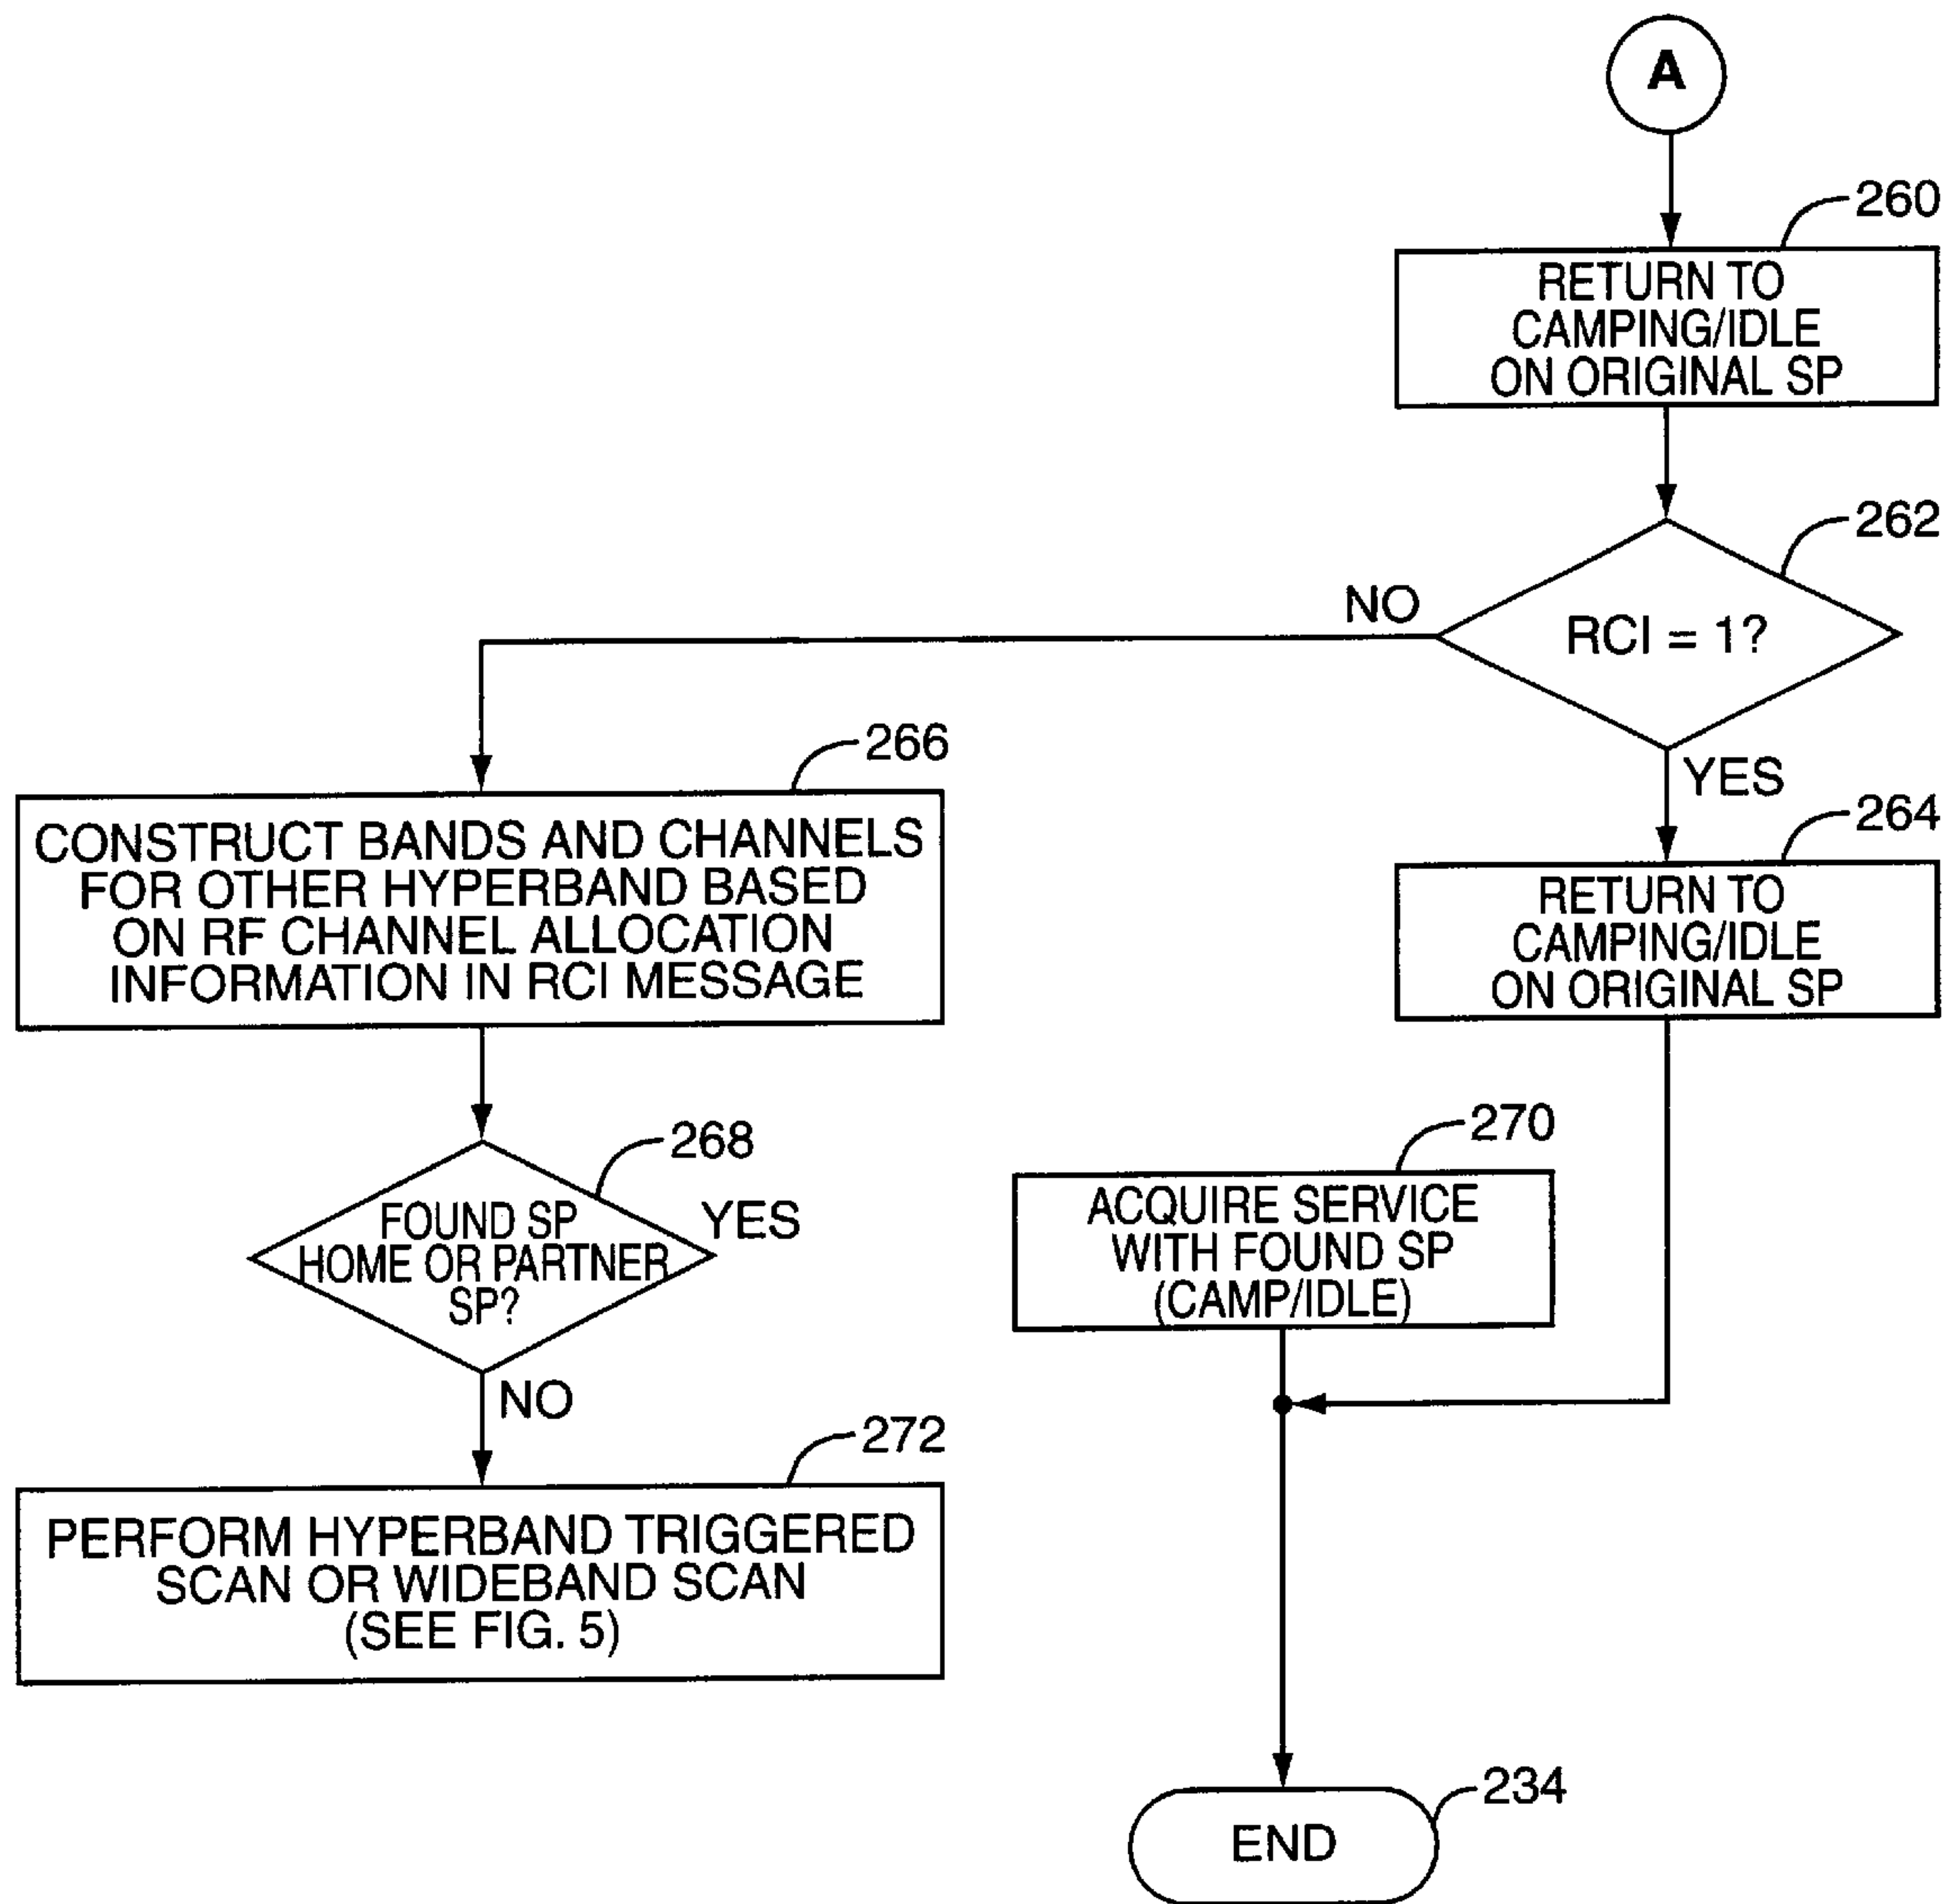 A
260
RETURN TO
CAMPING/IDLE
ON ORIGINAL SP
262
NO
RCI = 1?
YES
266
CONSTRUCT BANDS AND CHANNELS
FOR OTHER HYPERBAND BASED
ON RF CHANNEL ALLOCATION
INFORMATION IN RCI MESSAGE
264
RETURN TO
CAMPING/IDLE
ON ORIGINAL SP
268
FOUND SP
HOME OR PARTNER
SP?
YES
NO
270
ACQUIRE SERVICE
WITH FOUND SP
(CAMP/IDLE)
272
PERFORM HYPERBAND TRIGGERED
SCAN OR WIDEBAND SCAN
(SEE FIG. 5)
234
END